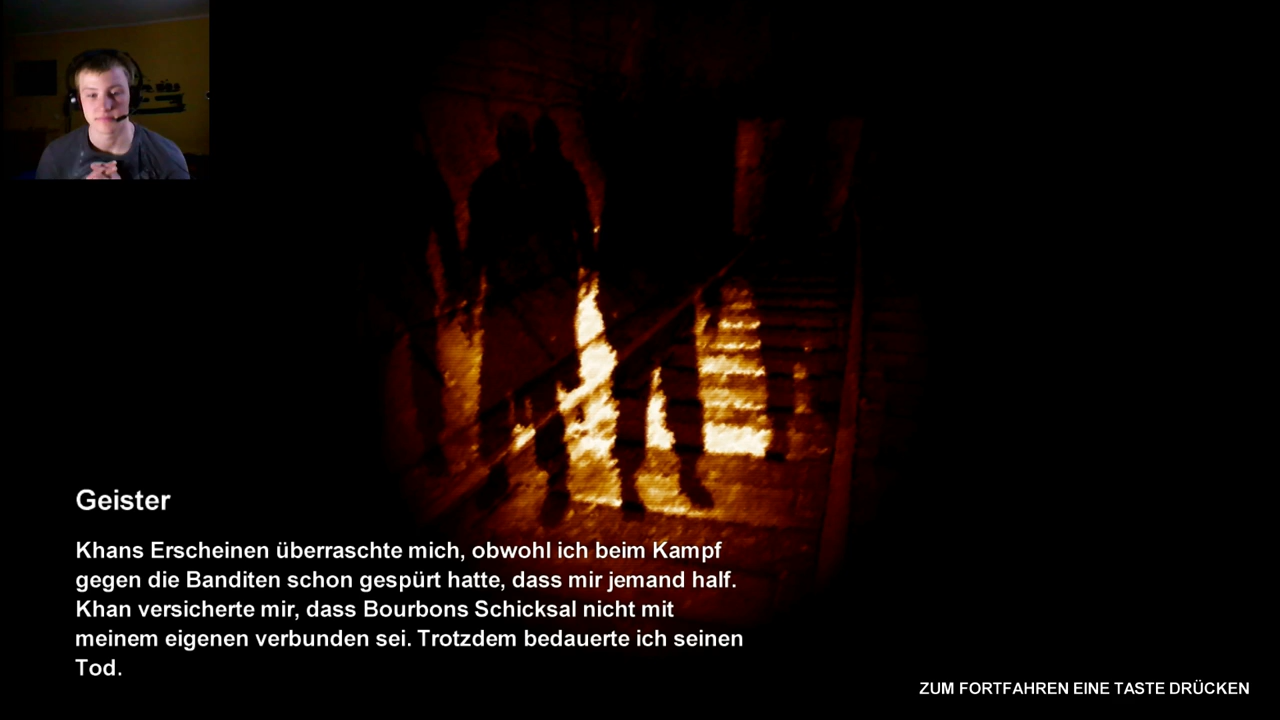 Geister
Khans Erscheinen überraschte mich, obwohl ich beim Kampf
gegen die Banditen schon gespürt hatte, dass mir jemand half.
Khan versicherte mir, dass Bourbons Schicksal nicht mit
meinem eigenen verbunden sei. Trotzdem bedauerte ich seinen
Tod.
ZUM FORTFAHREN EINE TASTE DRÜCKEN